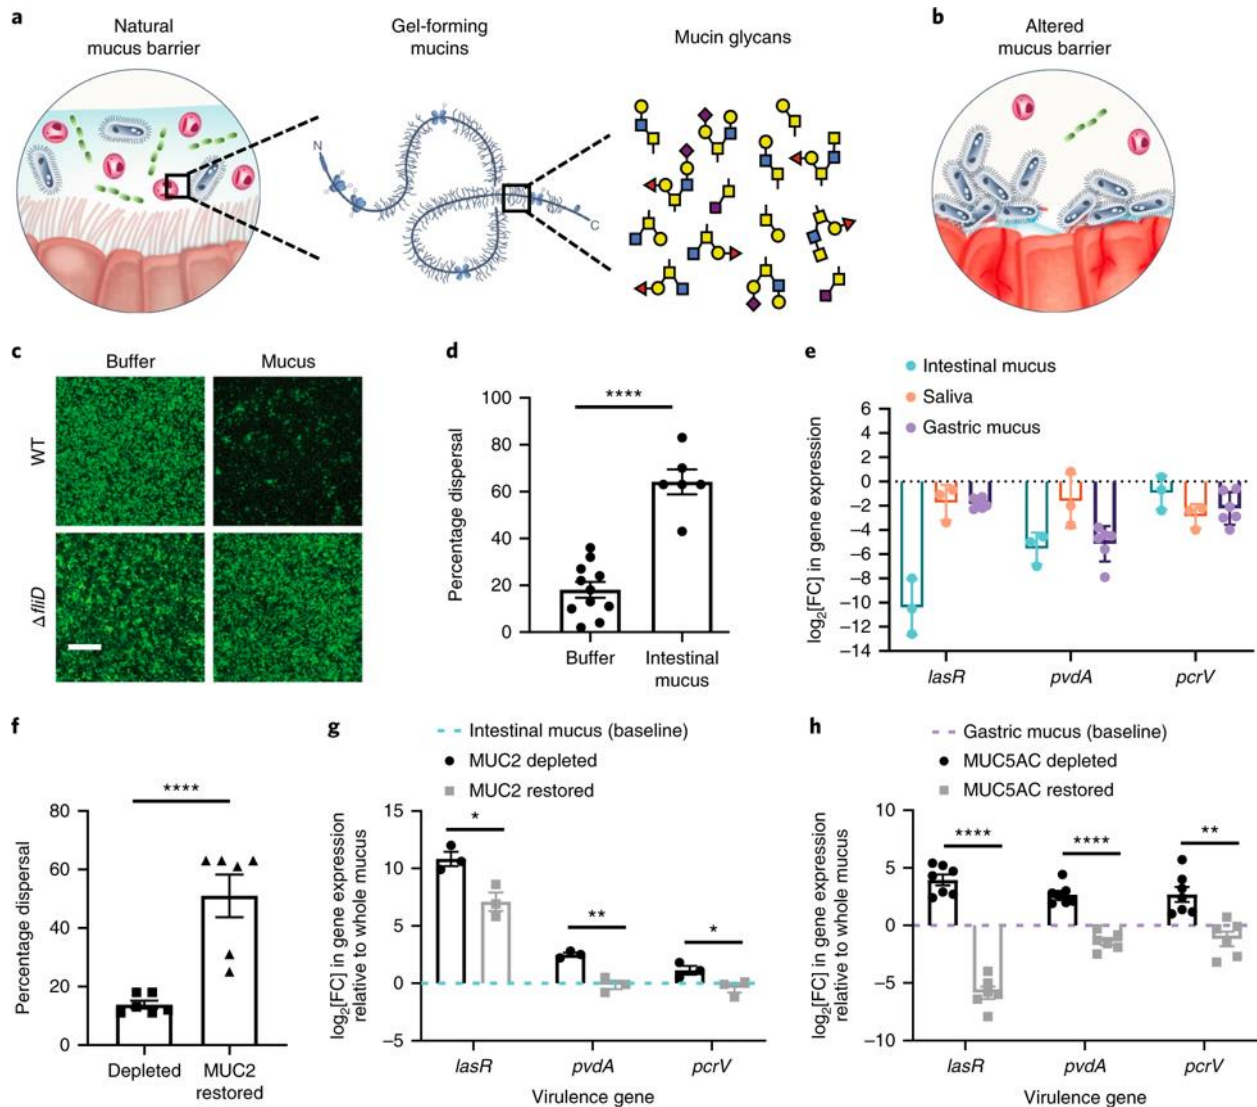 a
Natural
mucus barrier
Gel-forming
mucins
Mucin glycans
b
Altered
mucus barrier
N
C
c
Buffer
Mucus
WT
ΔfliD
d
Percentage dispersal
100
80
60
40
20
0
****
Buffer
Intestinal
mucus
e
Intestinal mucus
Saliva
Gastric mucus
log₂[FC] in gene expression
6
4
2
0
−2
−4
−6
−8
−10
−12
−14
lasR
pvdA
pcrV
f
Percentage dispersal
80
60
40
20
0
****
Depleted
MUC2
restored
g
Intestinal mucus (baseline)
MUC2 depleted
MUC2 restored
log₂[FC] in gene expression
relative to whole mucus
15
10
5
0
−5
*
**
*
lasR
pvdA
pcrV
Virulence gene
h
Gastric mucus (baseline)
MUC5AC depleted
MUC5AC restored
log₂[FC] in gene expression
relative to whole mucus
10
5
0
−5
−10
****
****
**
lasR
pvdA
pcrV
Virulence gene